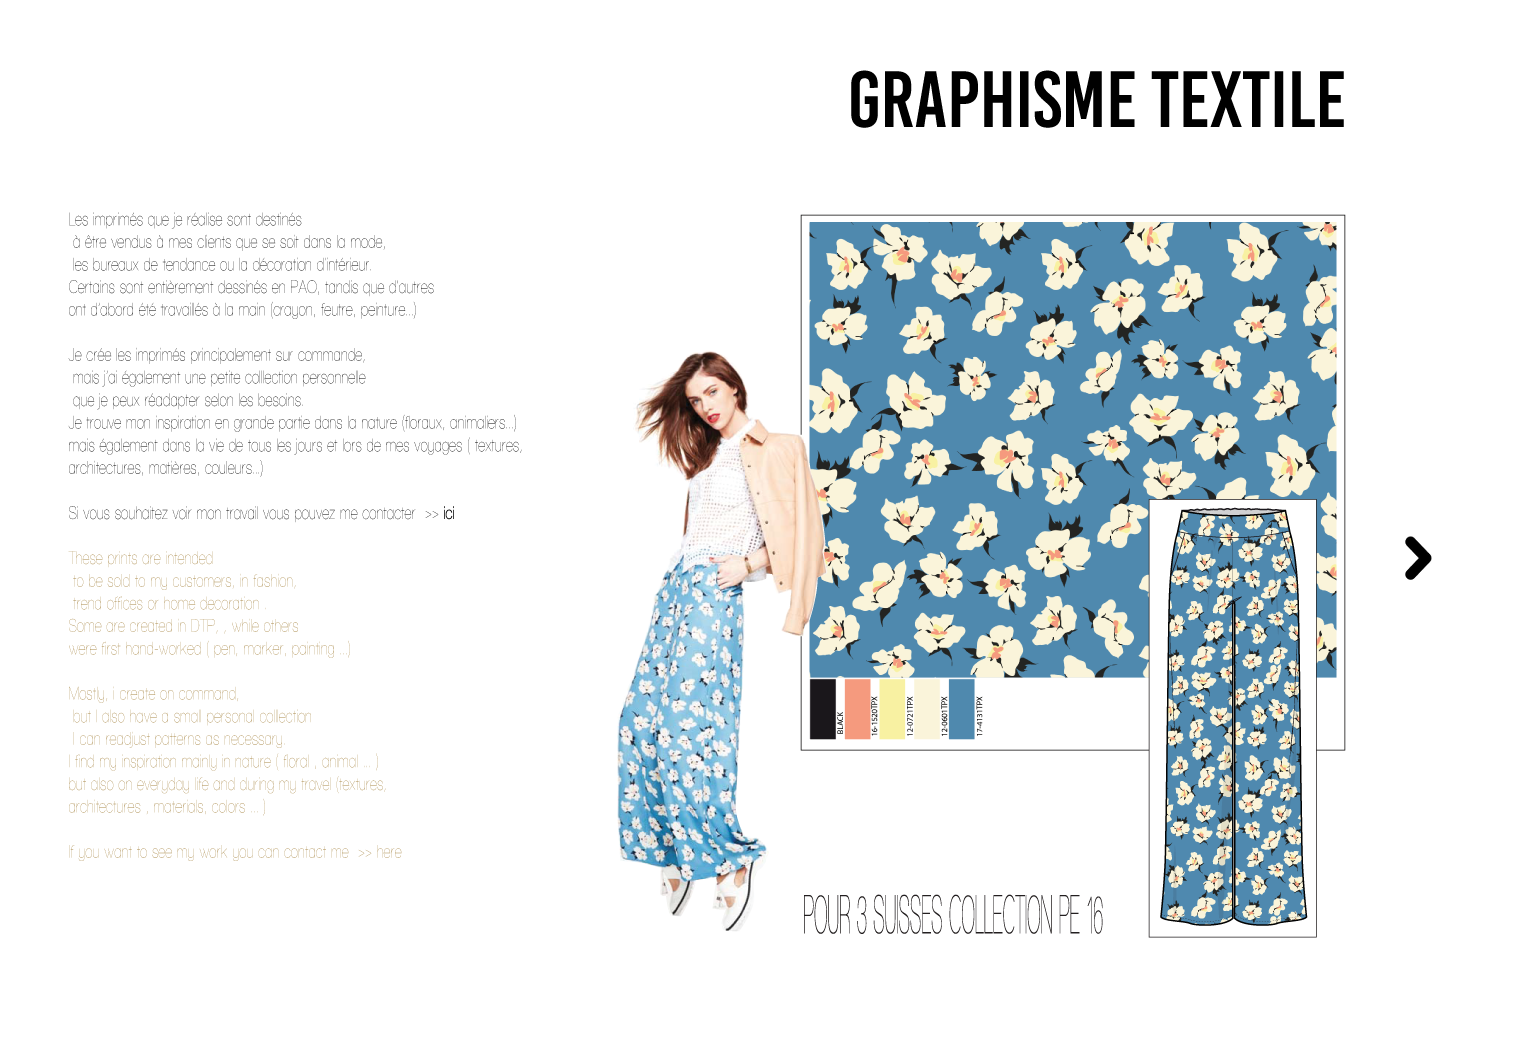 GRAPHISME TEXTILE
Les imprimés que je réalise sont destinés
à être vendus à mes clients que se soit dans la mode,
les bureaux de tendance ou la décoration d'intérieur.
Certains sont entièrement dessinés en PAO, tandis que d'autres
ont d'abord été travaillés à la main (crayon, feutre, peinture...)
Je crée les imprimés principalement sur commande,
mais j'ai également une petite collection personnelle
que je peux réadapter selon les besoins.
Je trouve mon inspiration en grande partie dans la nature (floraux, animaliers...)
mais également dans la vie de tous les jours et lors de mes voyages ( textures,
architectures, matières, couleurs...)
Si vous souhaitez voir mon travail vous pouvez me contacter >> ici
These prints are intended
to be sold to my customers, in fashion,
trend offices or home decoration .
Some are created in DTP, , while others
were first hand-worked ( pen, marker, painting ...)
Mostly, i create on command,
but I also have a small personal collection
I can readjust patterns as necessary.
I find my inspiration mainly in nature ( floral , animal ... )
but also on everyday life and during my travel (textures,
architectures , materials, colors ... )
If you want to see my work you can contact me >> here
BLACK
16-1520TPX
12-0721TPX
12-0601TPX
17-4131TPX
POUR 3 SUISSES COLLECTION PE 16